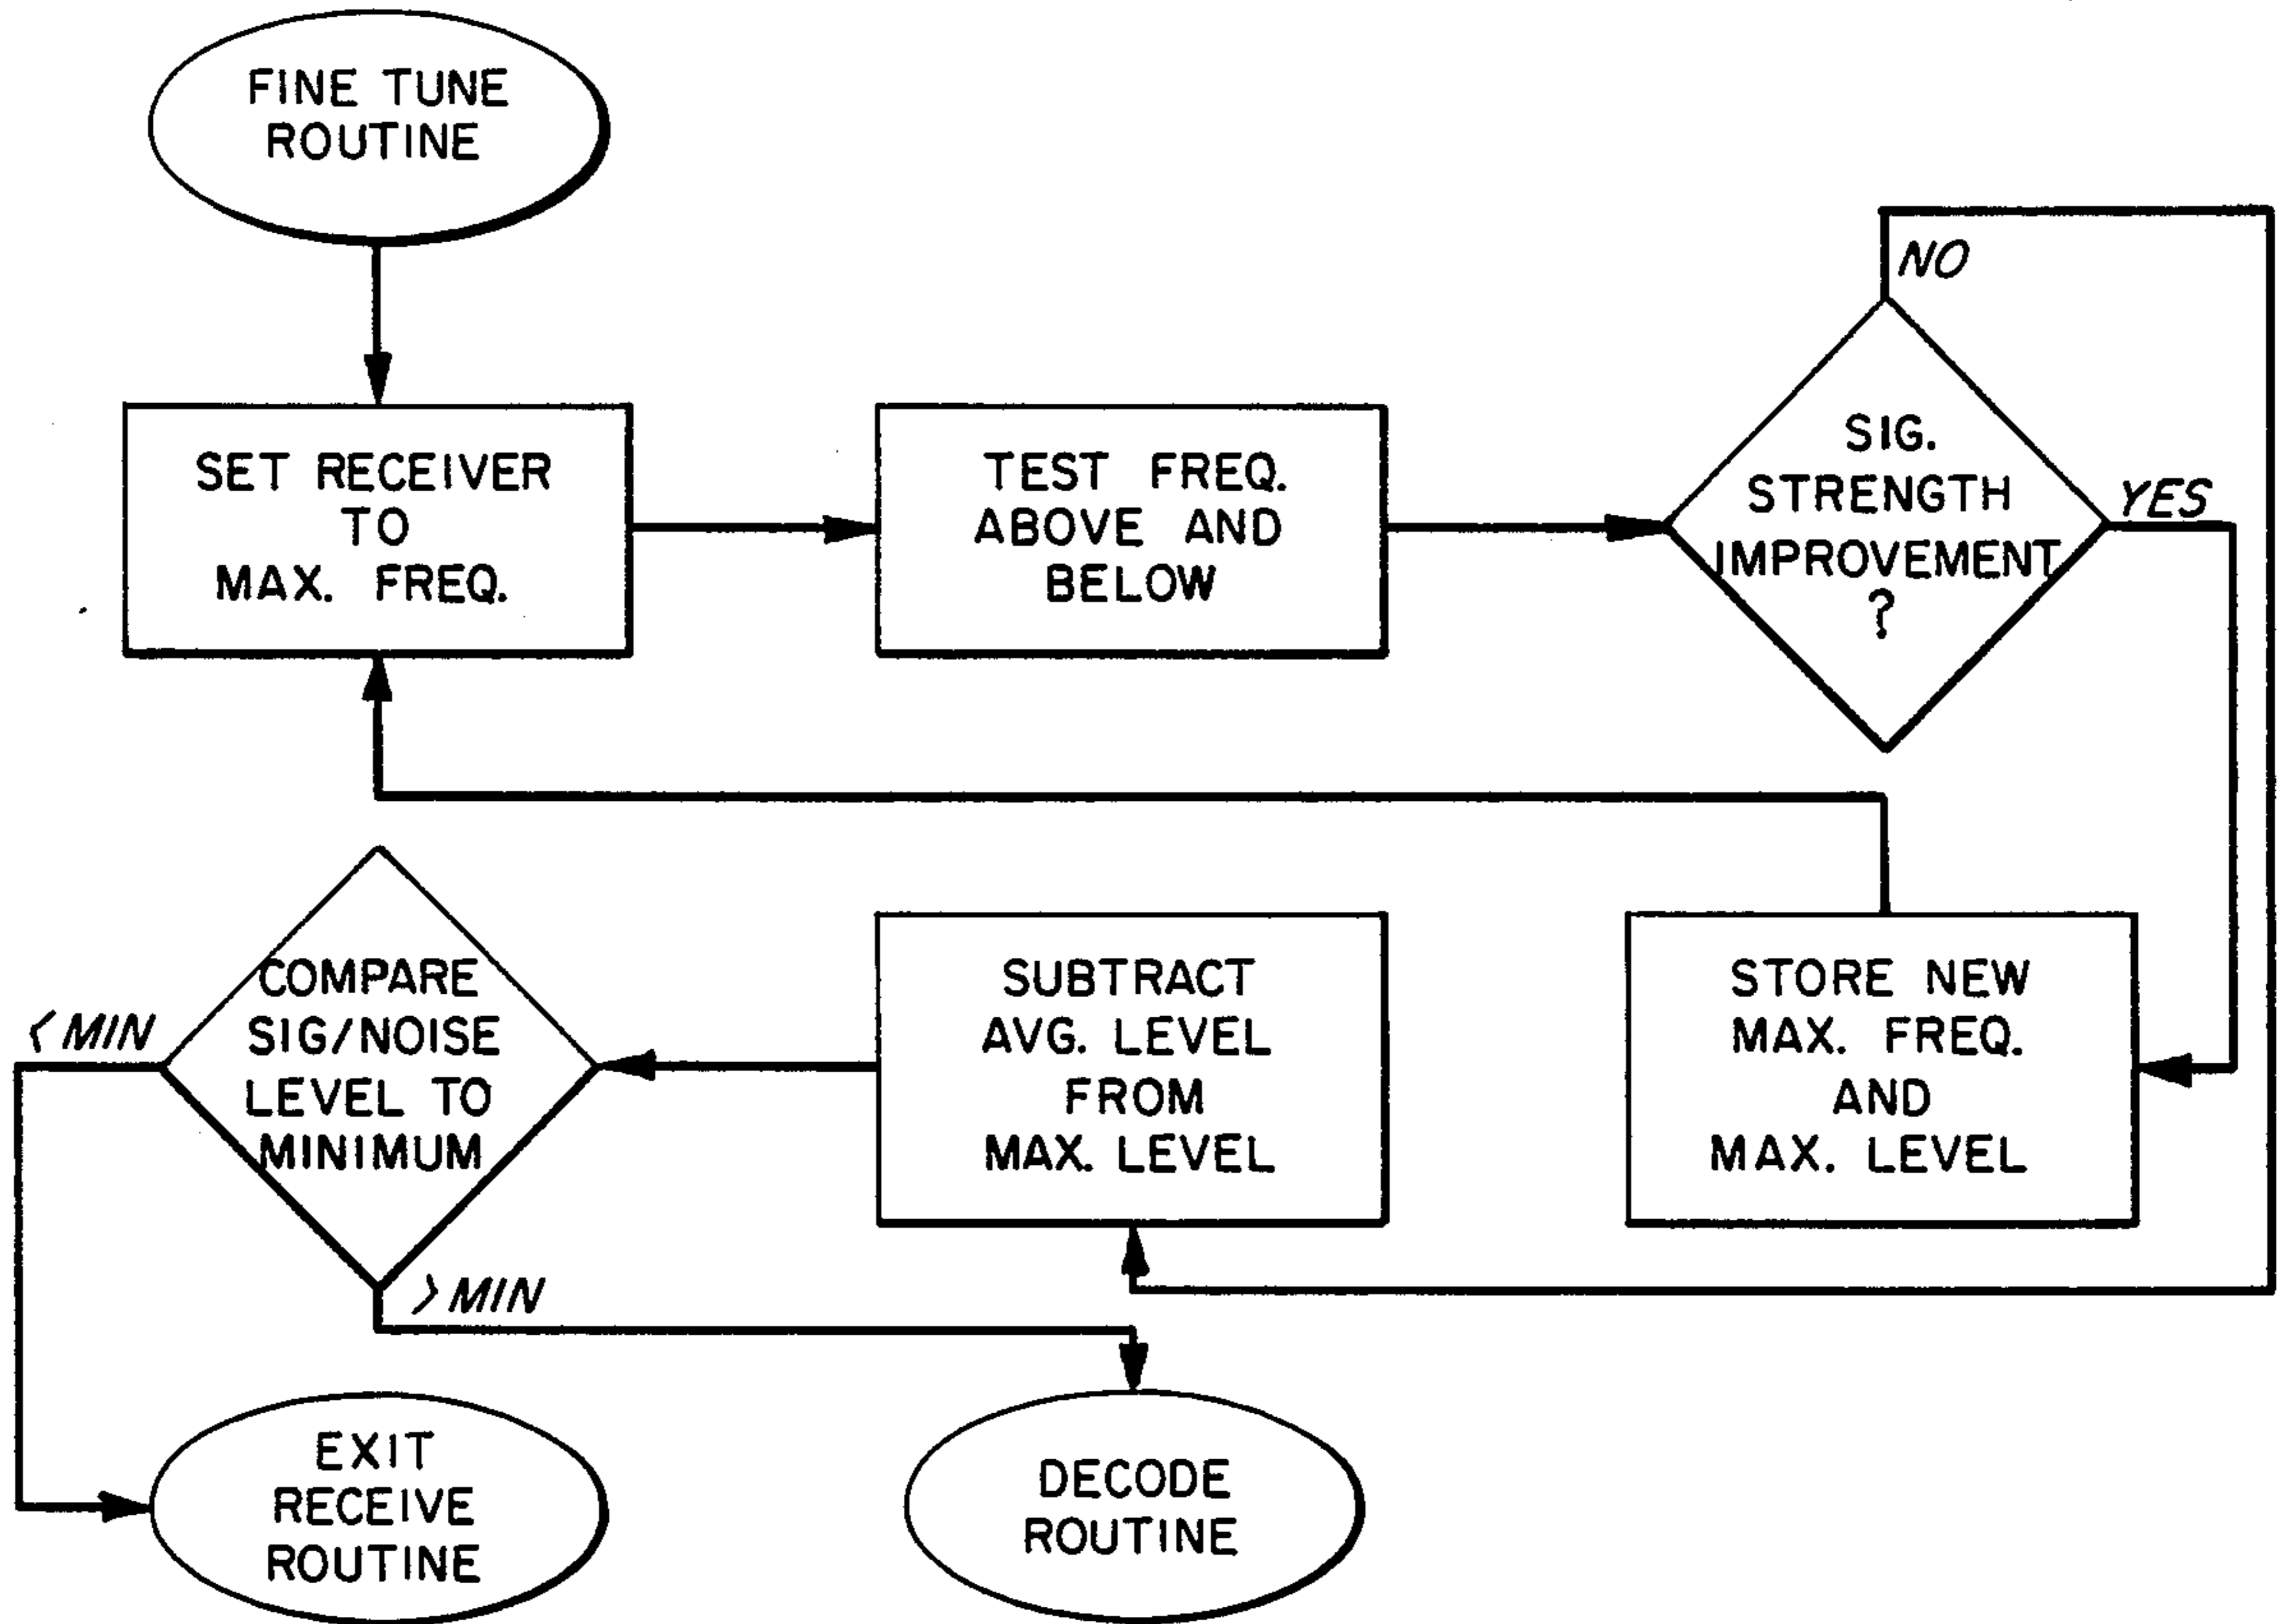 FINE TUNE
ROUTINE
SET RECEIVER
TO
MAX. FREQ.
TEST FREQ.
ABOVE AND
BELOW
NO
SIG.
STRENGTH
IMPROVEMENT
?
YES
COMPARE
SIG/NOISE
LEVEL TO
MINIMUM
< MIN
> MIN
SUBTRACT
AVG. LEVEL
FROM
MAX. LEVEL
STORE NEW
MAX. FREQ.
AND
MAX. LEVEL
EXIT
RECEIVE
ROUTINE
DECODE
ROUTINE